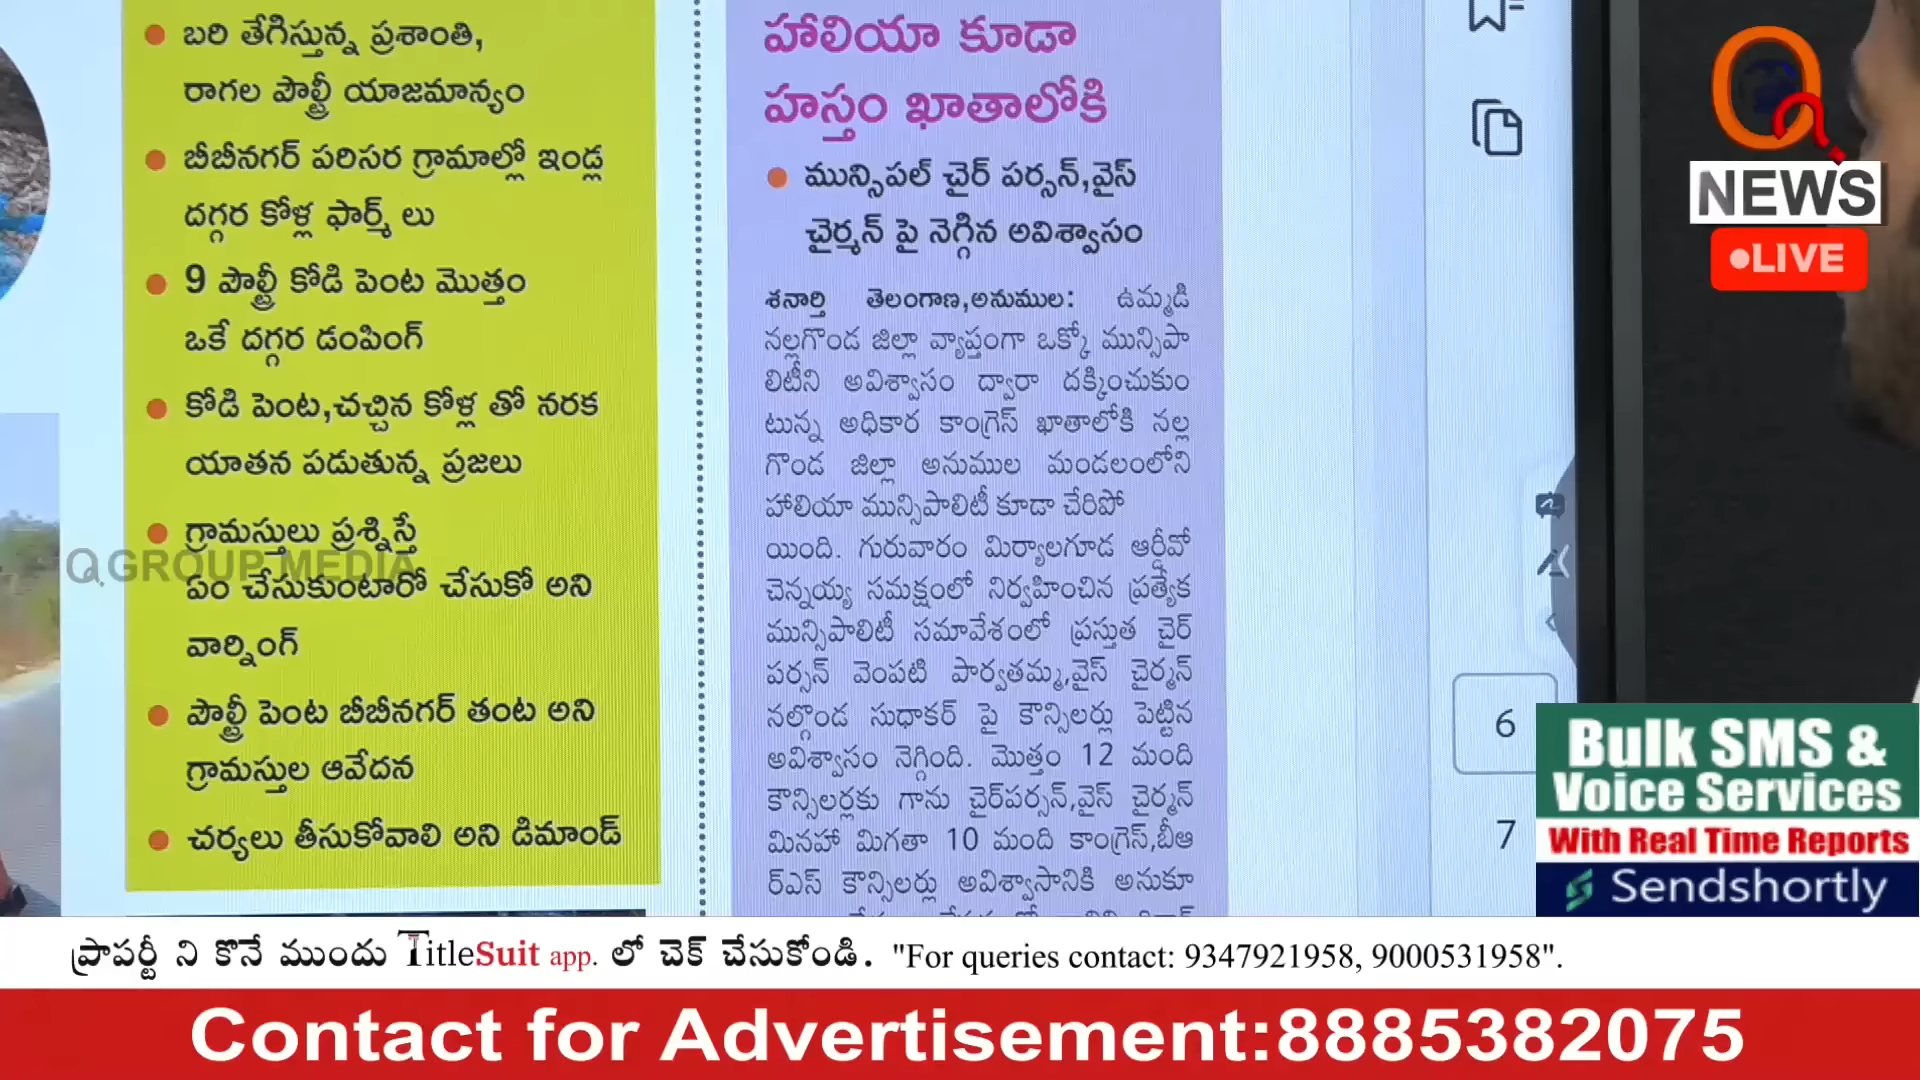 బరి తేగిస్తున్న ప్రశాంతి,
రాగల పౌల్ట్రీ యాజమాన్యం
బీబీనగర్ పరిసర గ్రామాల్లో ఇండ్ల
దగ్గర కోళ్ల ఫార్మ్ లు
9 పౌల్ట్రీ కోడి పెంట మొత్తం
ఒకే దగ్గర డంపింగ్
కోడి పెంట,చచ్చిన కోళ్ల తో నరక
యాతన పడుతున్న ప్రజలు
గ్రామస్తులు ప్రశ్నిస్తే
ఏం చేసుకుంటారో చేసుకో అని
వార్నింగ్
పౌల్ట్రీ పెంట బీబీనగర్ తంట అని
గ్రామస్తుల ఆవేదన
చర్యలు తీసుకోవాలి అని డిమాండ్
Q GROUP MEDIA
హాలియా కూడా
హస్తం ఖాతాలోకి
మున్సిపల్ చైర్ పర్సన్,వైస్
చైర్మన్ పై నెగ్గిన అవిశ్వాసం
శనార్తి తెలంగాణ,అనుముల: ఉమ్మడి
నల్లగొండ జిల్లా వ్యాప్తంగా ఒక్కో మున్సిపా
లిటీని అవిశ్వాసం ద్వారా దక్కించుకుం
టున్న అధికార కాంగ్రెస్ ఖాతాలోకి నల్ల
గొండ జిల్లా అనుముల మండలంలోని
హాలియా మున్సిపాలిటీ కూడా చేరిపో
యింది. గురువారం మిర్యాలగూడ ఆర్డీవో
చెన్నయ్య సమక్షంలో నిర్వహించిన ప్రత్యేక
మున్సిపాలిటీ సమావేశంలో ప్రస్తుత చైర్
పర్సన్ వెంపటి పార్వతమ్మ,వైస్ చైర్మన్
నల్గొండ సుధాకర్ పై కౌన్సిలర్లు పెట్టిన
అవిశ్వాసం నెగ్గింది. మొత్తం 12 మంది
కౌన్సిలర్లకు గాను చైర్‌పర్సన్,వైస్ చైర్మన్
మినహా మిగతా 10 మంది కాంగ్రెస్,బీఆ
ర్ఎస్ కౌన్సిలర్లు అవిశ్వాసానికి అనుకూ
6
7
Q
NEWS
LIVE
Bulk SMS &
Voice Services
With Real Time Reports
Sendshortly
ప్రాపర్టీ ని కొనే ముందు TitleSuit app. లో చెక్ చేసుకోండి. "For queries contact: 9347921958, 9000531958".
Contact for Advertisement:8885382075